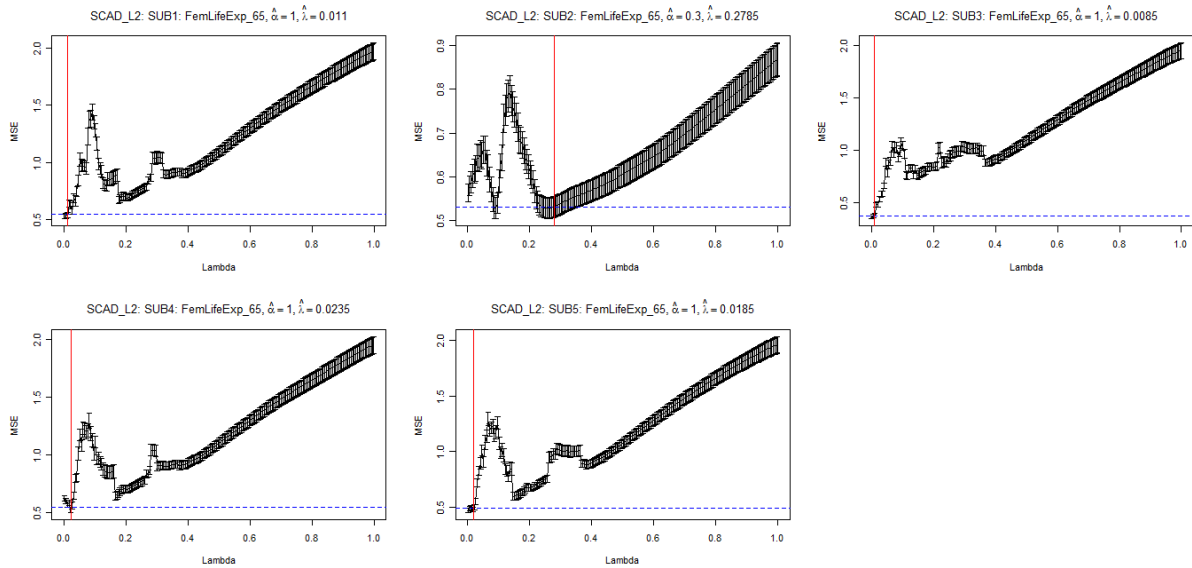 SCAD_L2: SUB1: FemLifeExp_65, α̂ = 1, λ̂ = 0.011
MSE
2.0
1.5
1.0
0.5
0.0 0.2 0.4 0.6 0.8 1.0
Lambda
SCAD_L2: SUB2: FemLifeExp_65, α̂ = 0.3, λ̂ = 0.2785
MSE
0.9
0.8
0.7
0.6
0.5
0.0 0.2 0.4 0.6 0.8 1.0
Lambda
SCAD_L2: SUB3: FemLifeExp_65, α̂ = 1, λ̂ = 0.0085
MSE
2.0
1.5
1.0
0.5
0.0 0.2 0.4 0.6 0.8 1.0
Lambda
SCAD_L2: SUB4: FemLifeExp_65, α̂ = 1, λ̂ = 0.0235
MSE
2.0
1.5
1.0
0.5
0.0 0.2 0.4 0.6 0.8 1.0
Lambda
SCAD_L2: SUB5: FemLifeExp_65, α̂ = 1, λ̂ = 0.0185
MSE
2.0
1.5
1.0
0.5
0.0 0.2 0.4 0.6 0.8 1.0
Lambda